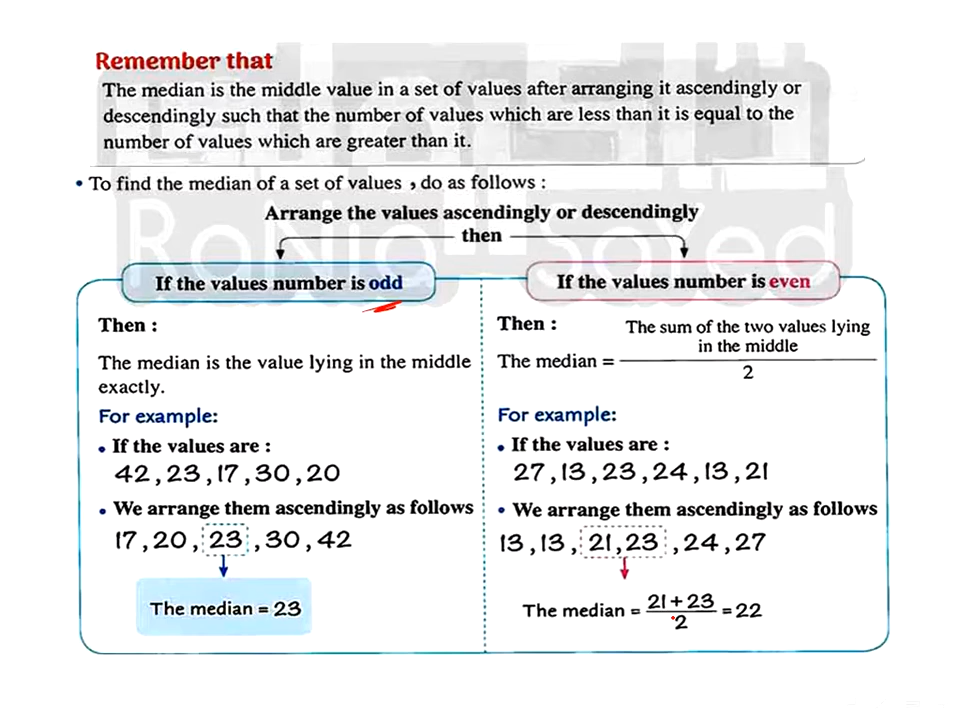 Remember that
The median is the middle value in a set of values after arranging it ascendingly or
descendingly such that the number of values which are less than it is equal to the
number of values which are greater than it.
• To find the median of a set of values , do as follows :
Arrange the values ascendingly or descendingly
then
If the values number is odd
Then :
The median is the value lying in the middle
exactly.
For example:
• If the values are :
42 , 23 , 17 , 30 , 20
• We arrange them ascendingly as follows
17 , 20 , 23 , 30 , 42
The median = 23
If the values number is even
Then :
The median = The sum of the two values lying
in the middle
2
For example:
• If the values are :
27 , 13 , 23 , 24 , 13 , 21
• We arrange them ascendingly as follows
13 , 13 , 21 , 23 , 24 , 27
The median = 21 + 23
2
= 22